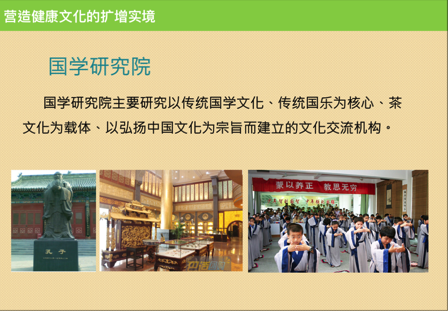 营造健康文化的扩增实境
国学研究院
国学研究院主要研究以传统国学文化、传统国乐为核心、茶
文化为载体、以弘扬中国文化为宗旨而建立的文化交流机构。
孔子
蒙以养正 教思无穷